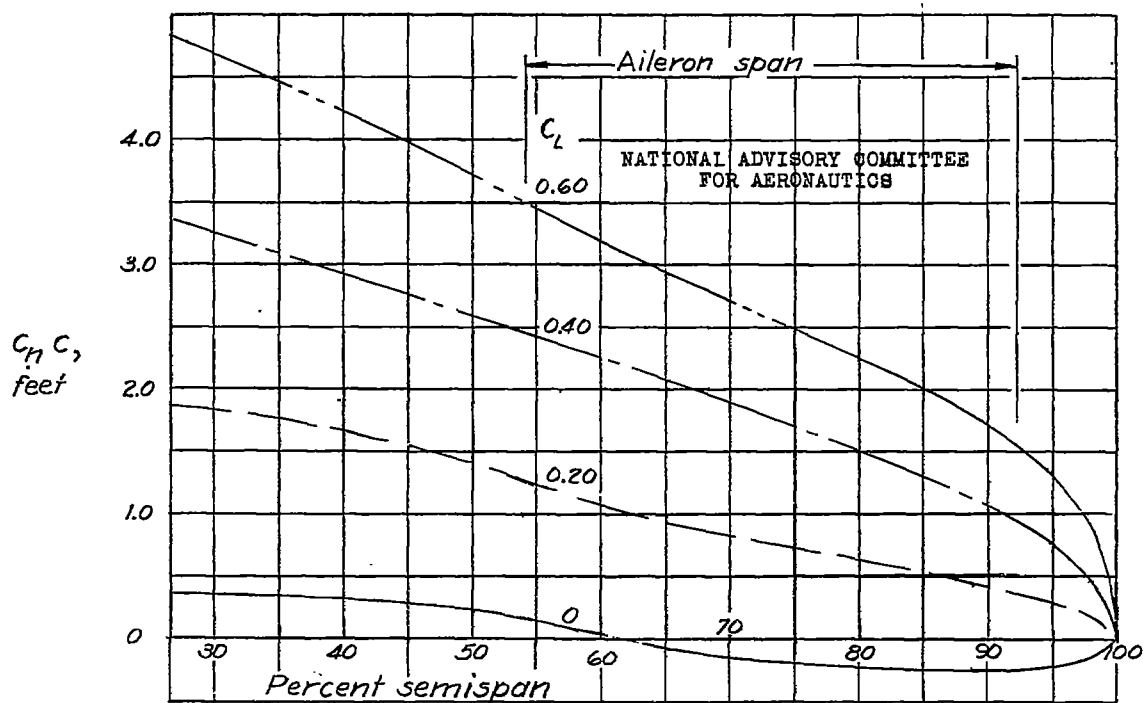 Aileron span
4.0
C_L
NATIONAL ADVISORY COMMITTEE
FOR AERONAUTICS
0.60
3.0
0.40
C_n C,
feet
2.0
0.20
1.0
0
0
30 40 50 60 70 80 90 100
Percent semispan